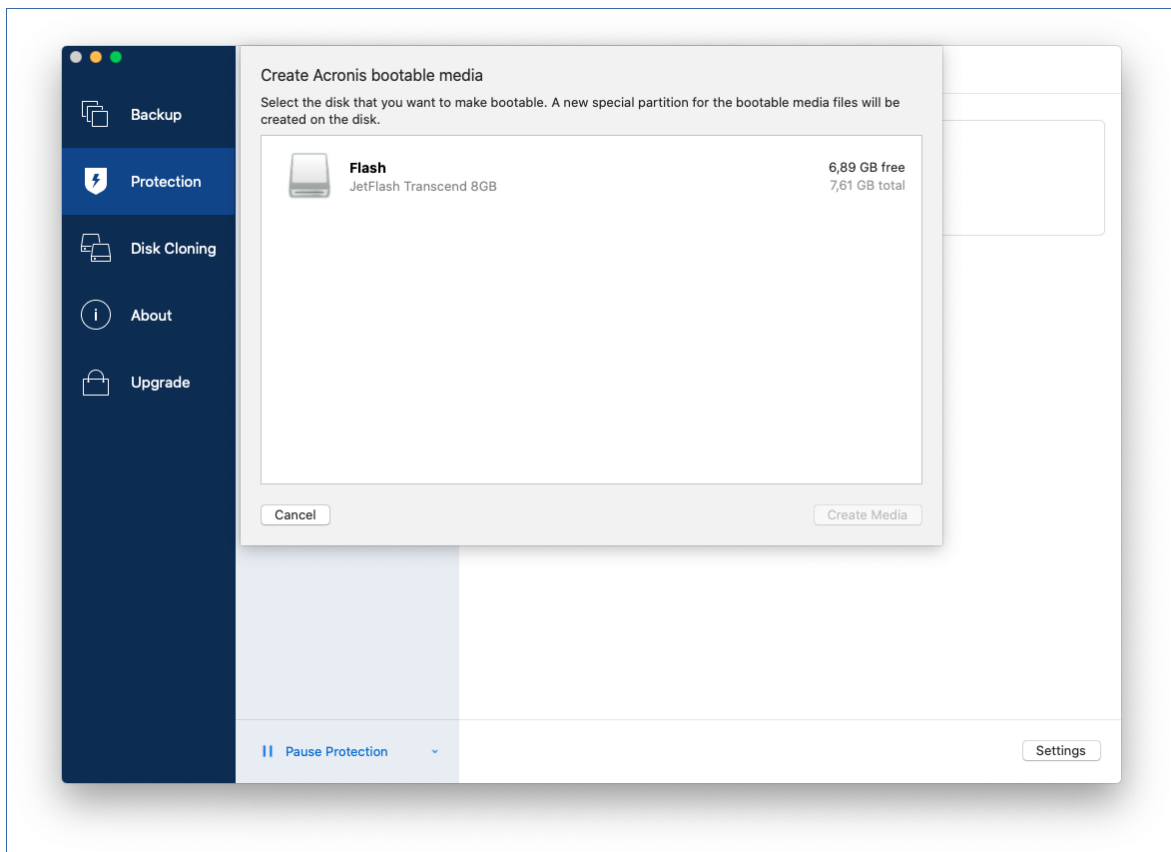 Backup
Protection
Disk Cloning
About
Upgrade
Create Acronis bootable media
Select the disk that you want to make bootable. A new special partition for the bootable media files will be
created on the disk.
Flash
6,89 GB free
JetFlash Transcend 8GB
7,61 GB total
Cancel
Create Media
Pause Protection
Settings